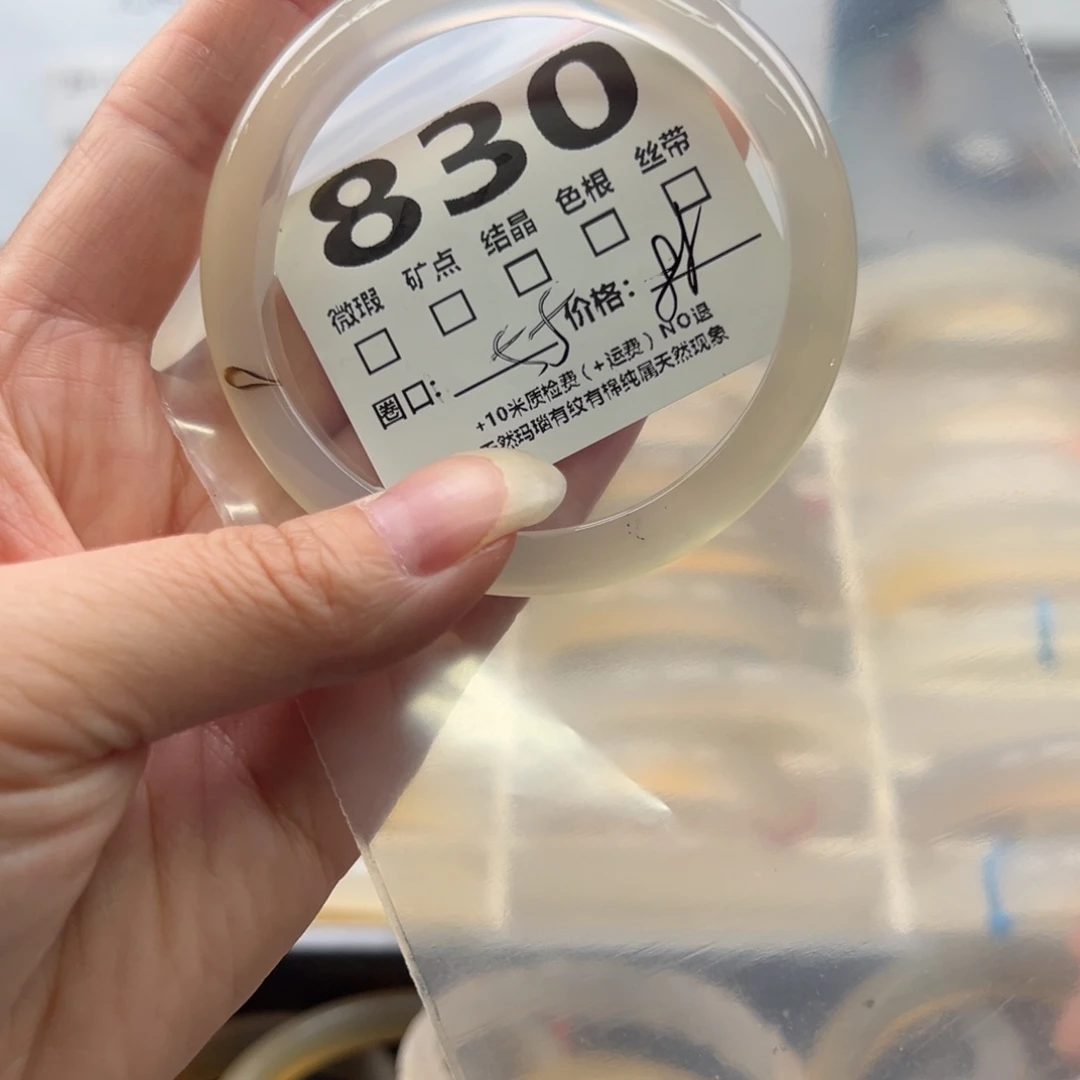 830
微瑕 矿点 结晶 色根 丝带
圈口: 价格:
+10米质检费(+运费) NO退
天然玛瑙有纹有棉纯属天然现象